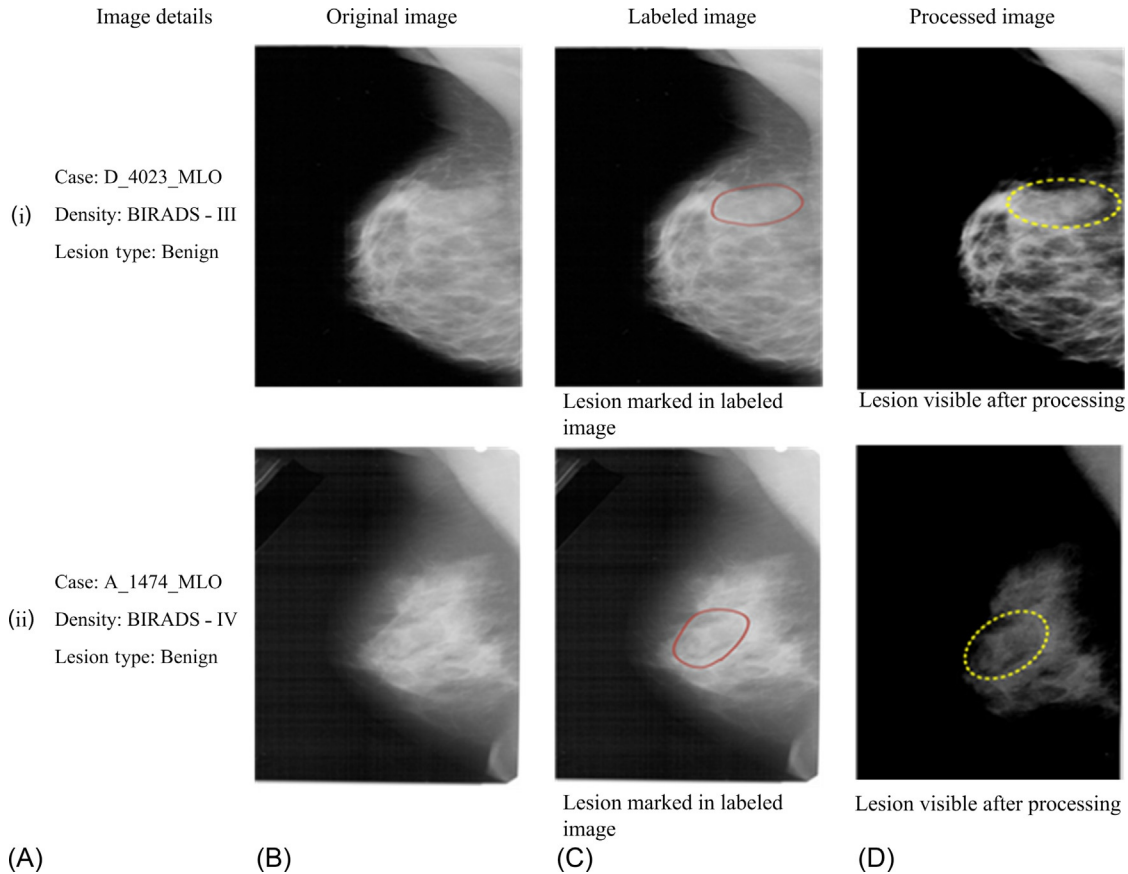 Image details
Original image
Labeled image
Processed image
(i)
Case: D_4023_MLO
Density: BIRADS - III
Lesion type: Benign
Lesion marked in labeled
image
Lesion visible after processing
(ii)
Case: A_1474_MLO
Density: BIRADS - IV
Lesion type: Benign
Lesion marked in labeled
image
Lesion visible after processing
(A)
(B)
(C)
(D)